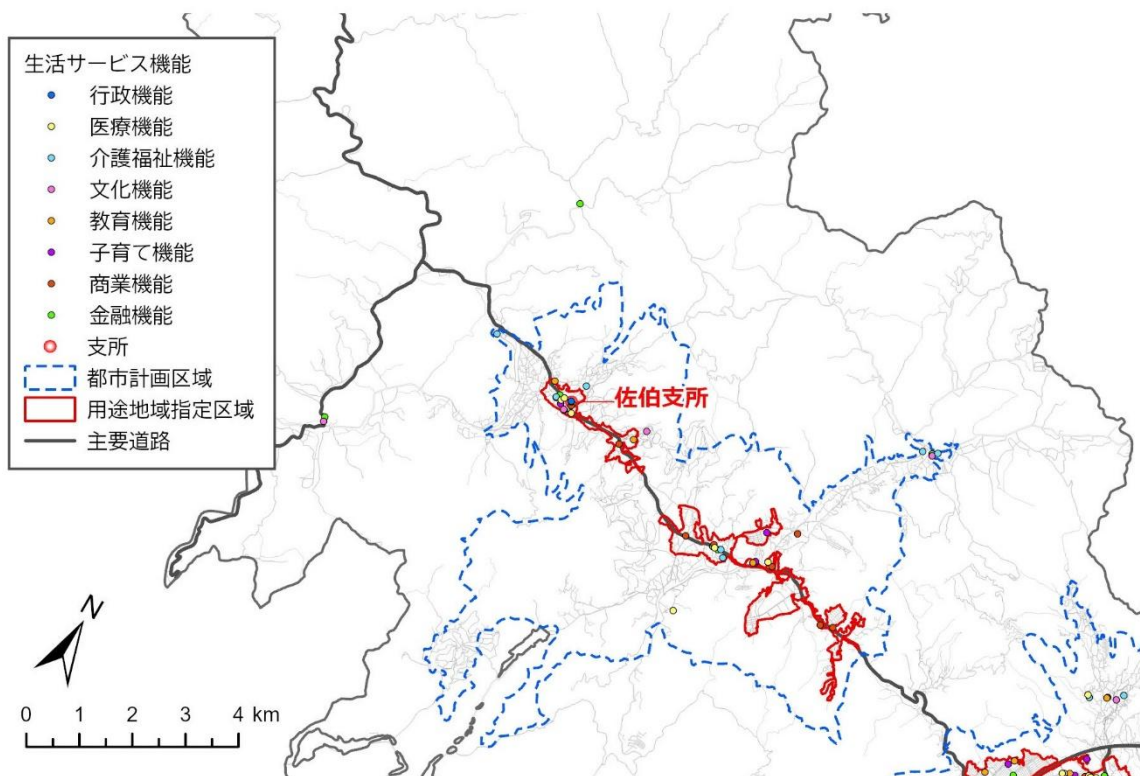 生活サービス機能
行政機能
医療機能
介護福祉機能
文化機能
教育機能
子育て機能
商業機能
金融機能
支所
都市計画区域
用途地域指定区域
主要道路
佐伯支所
N
0 1 2 3 4 km